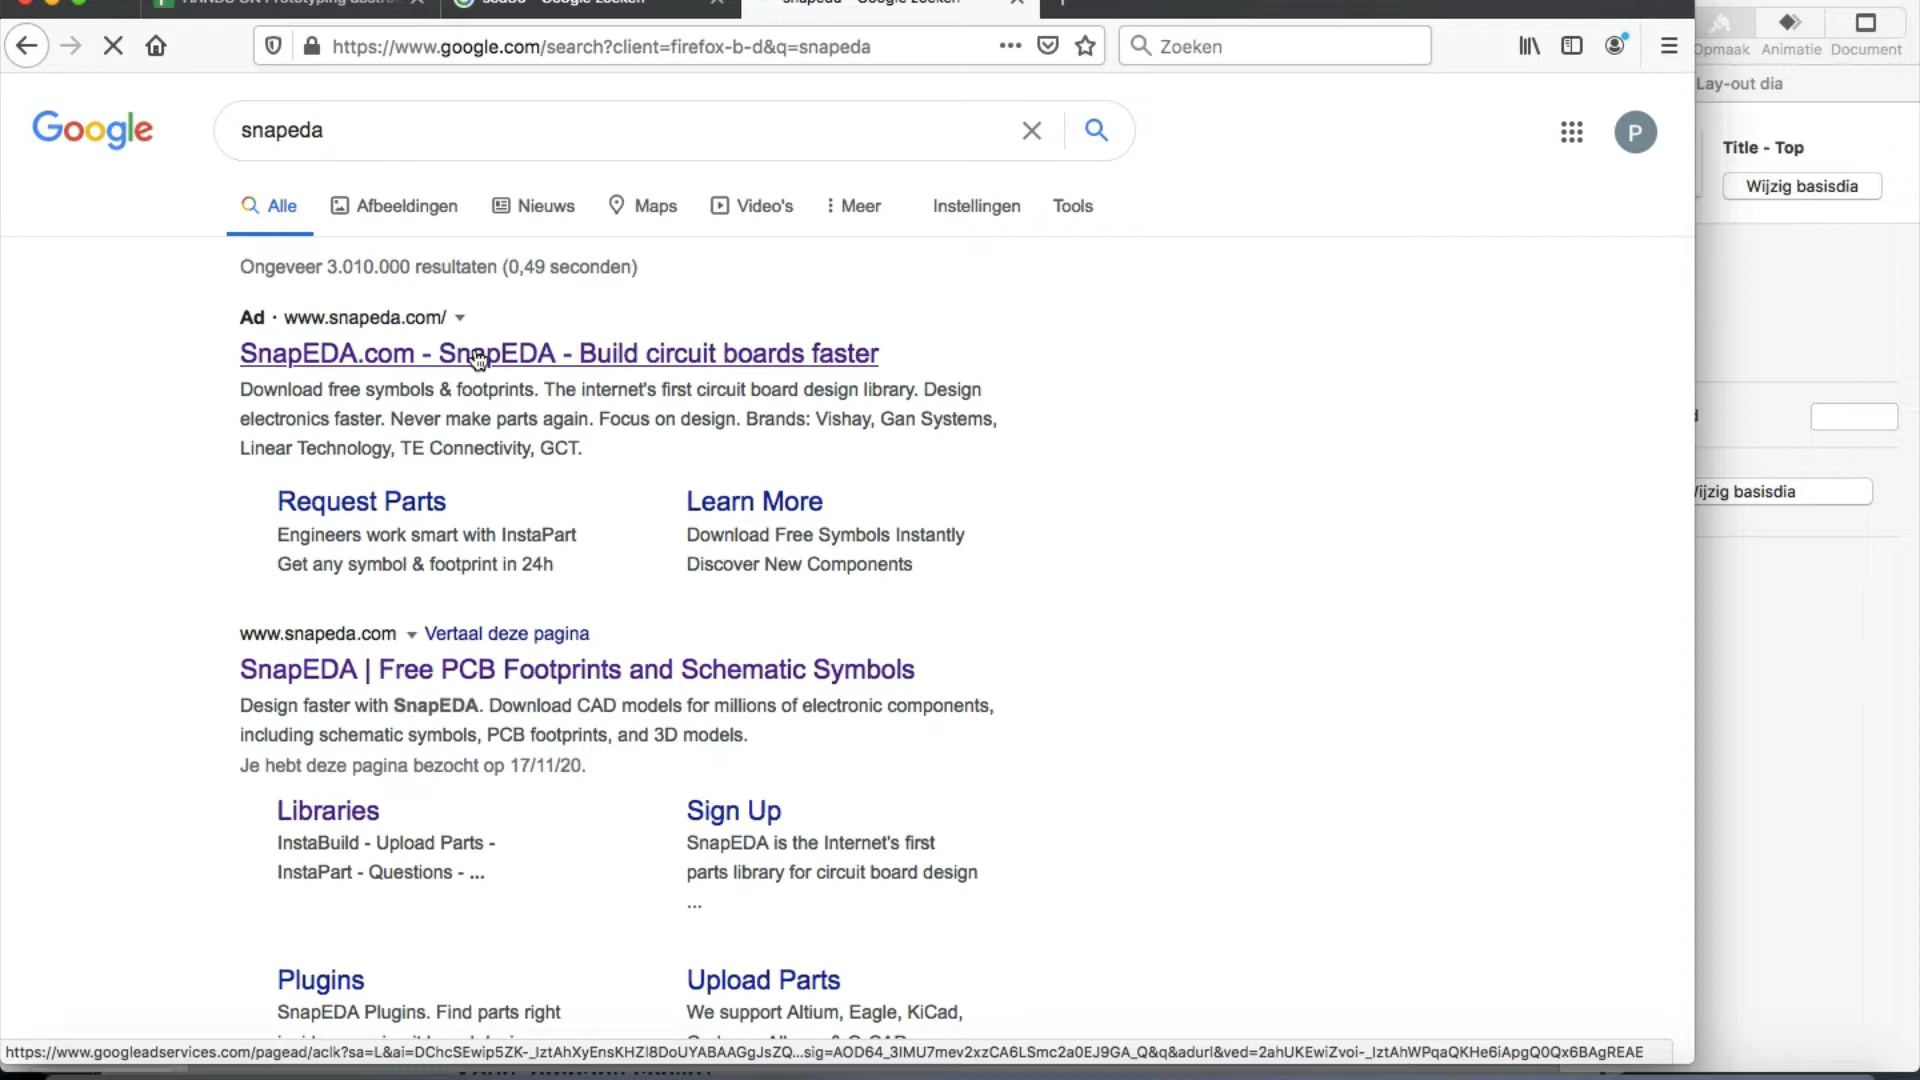 https://www.google.com/search?client=firefox-b-d&q=snapeda
Zoeken
Opmaak Animatie Document
Lay-out dia
Title - Top
Wijzig basisdia
Google
snapeda
P
Alle Afbeeldingen Nieuws Maps Video's Meer Instellingen Tools
Ongeveer 3.010.000 resultaten (0,49 seconden)
Ad · www.snapeda.com/
SnapEDA.com - SnapEDA - Build circuit boards faster
Download free symbols & footprints. The internet's first circuit board design library. Design
electronics faster. Never make parts again. Focus on design. Brands: Vishay, Gan Systems,
Linear Technology, TE Connectivity, GCT.
Request Parts
Engineers work smart with InstaPart
Get any symbol & footprint in 24h
Learn More
Download Free Symbols Instantly
Discover New Components
basisdia
www.snapeda.com Vertaal deze pagina
SnapEDA | Free PCB Footprints and Schematic Symbols
Design faster with SnapEDA. Download CAD models for millions of electronic components,
including schematic symbols, PCB footprints, and 3D models.
Je hebt deze pagina bezocht op 17/11/20.
Libraries
InstaBuild - Upload Parts -
InstaPart - Questions - ...
Sign Up
SnapEDA is the Internet's first
parts library for circuit board design
...
Plugins
SnapEDA Plugins. Find parts right
Upload Parts
We support Altium, Eagle, KiCad,